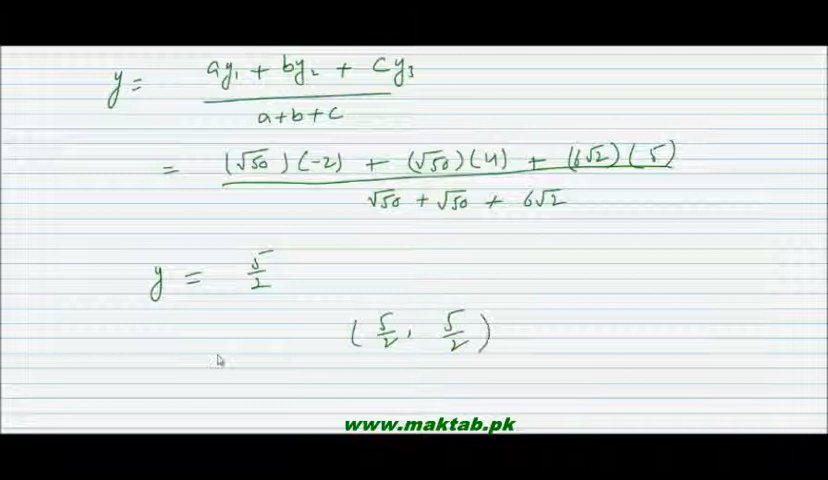 y = ay₁ + by₂ + cy₃ / a+b+c
= (√50)(-2) + (√50)(4) + (6√2)(5) / √50 + √50 + 6√2
y = 5/2
(5/2, 5/2)
www.maktab.pk